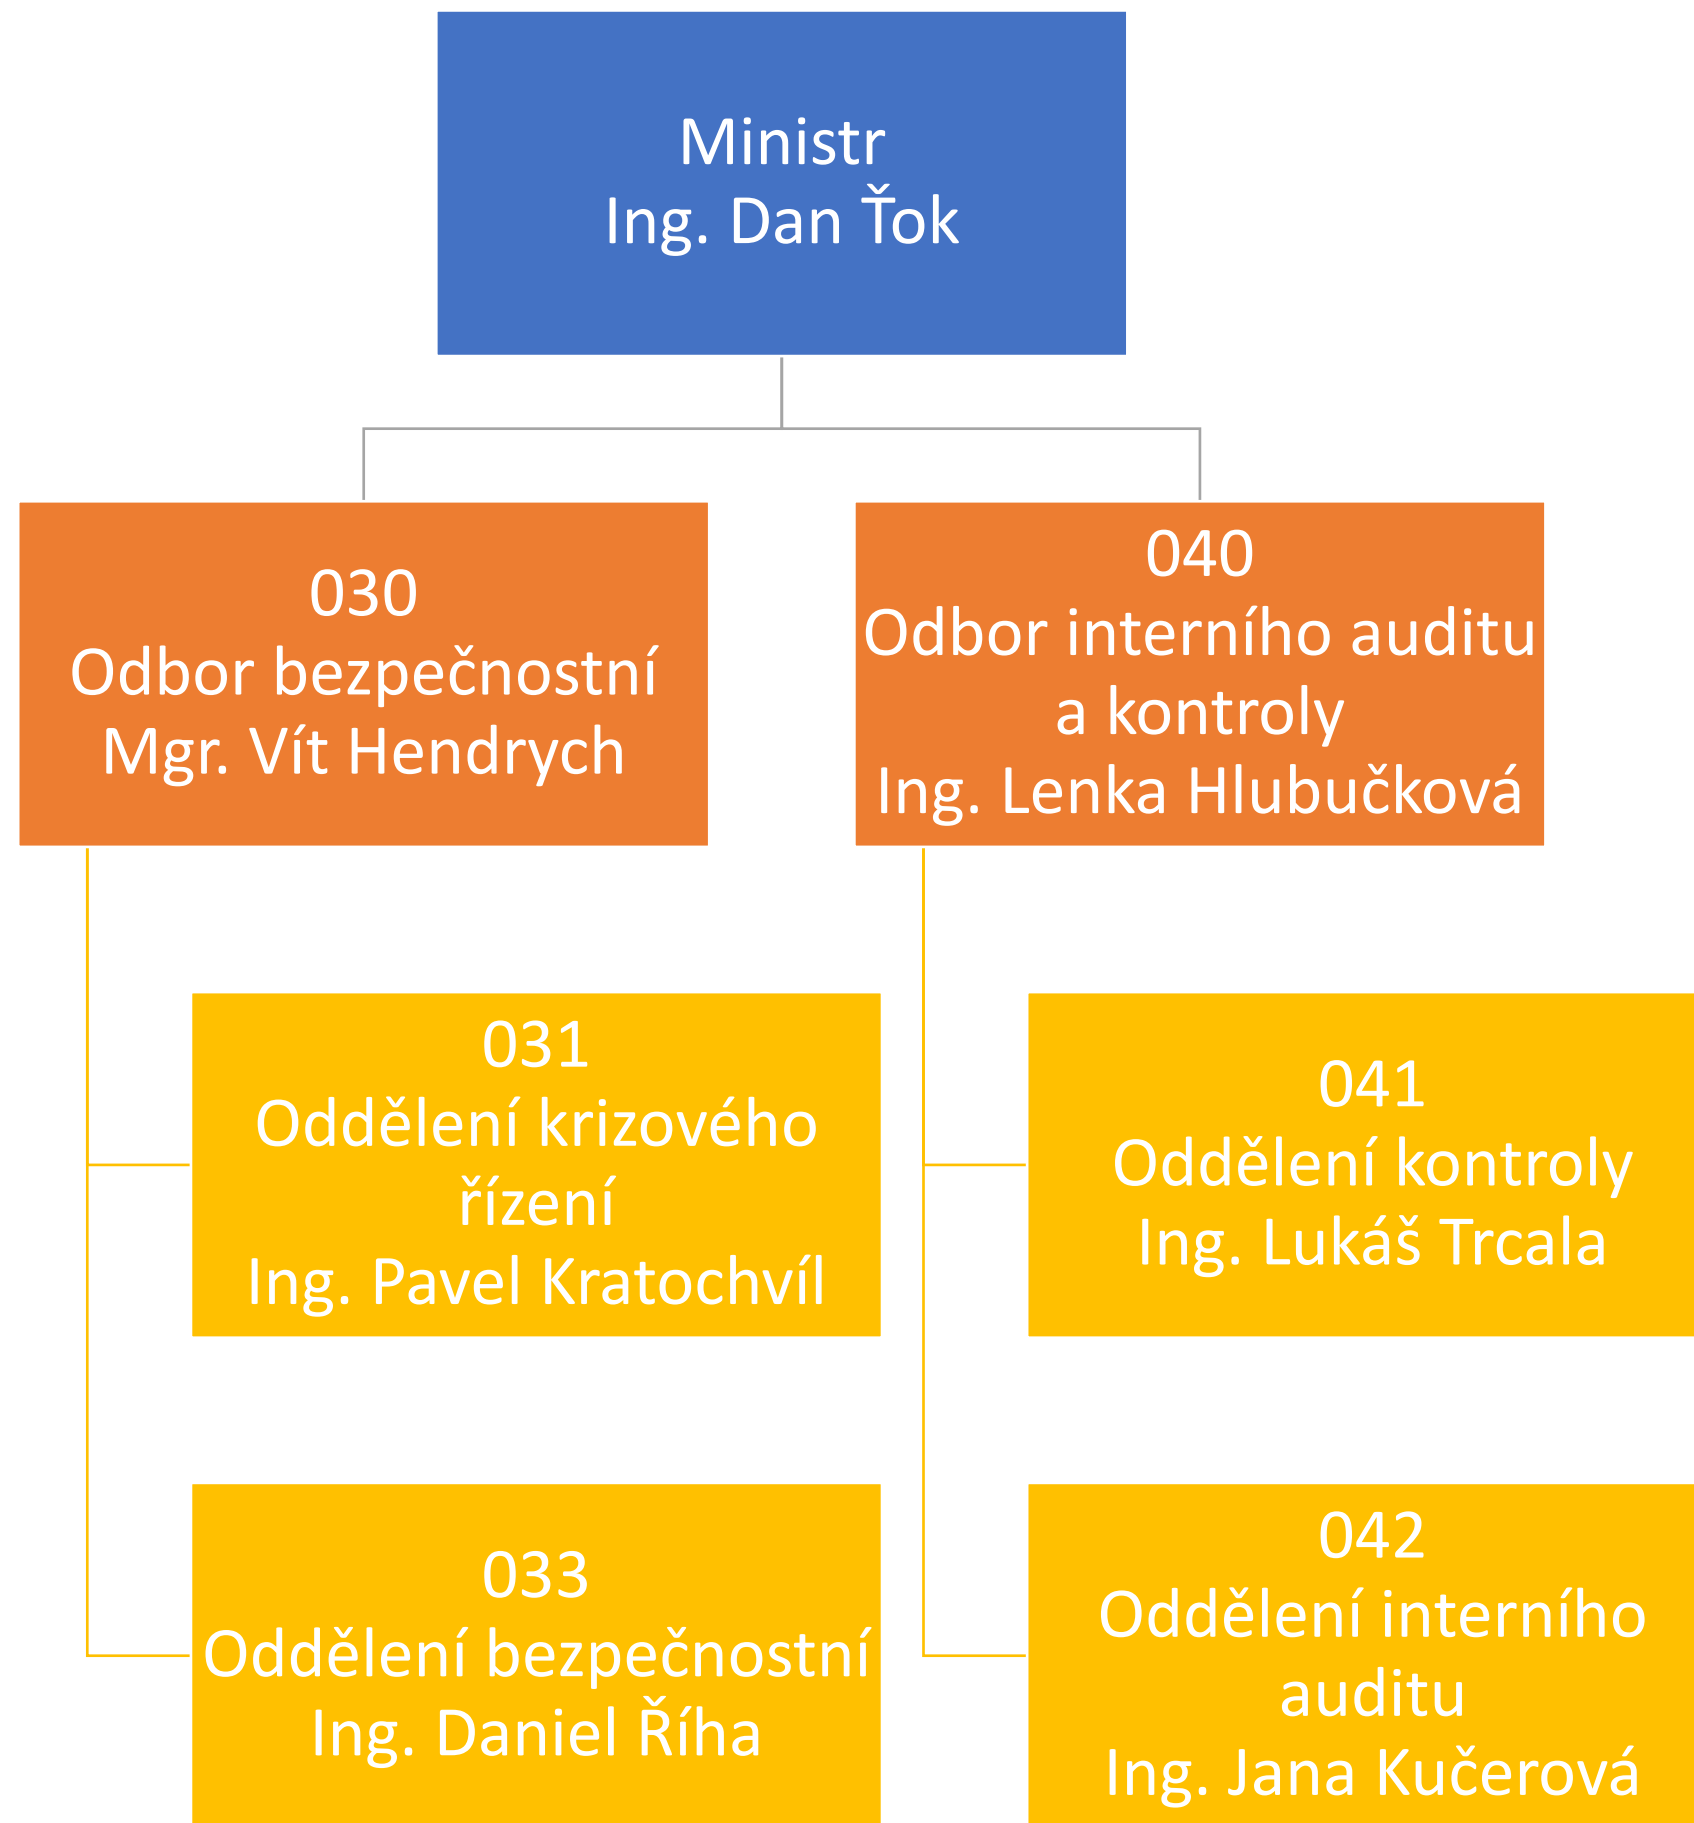 Ministr
Ing. Dan Ťok
030
Odbor bezpečnostní
Mgr. Vít Hendrych
040
Odbor interního auditu
a kontroly
Ing. Lenka Hlubučková
031
Oddělení krizového
řízení
Ing. Pavel Kratochvíl
041
Oddělení kontroly
Ing. Lukáš Trcala
033
Oddělení bezpečnostní
Ing. Daniel Říha
042
Oddělení interního
auditu
Ing. Jana Kučerová